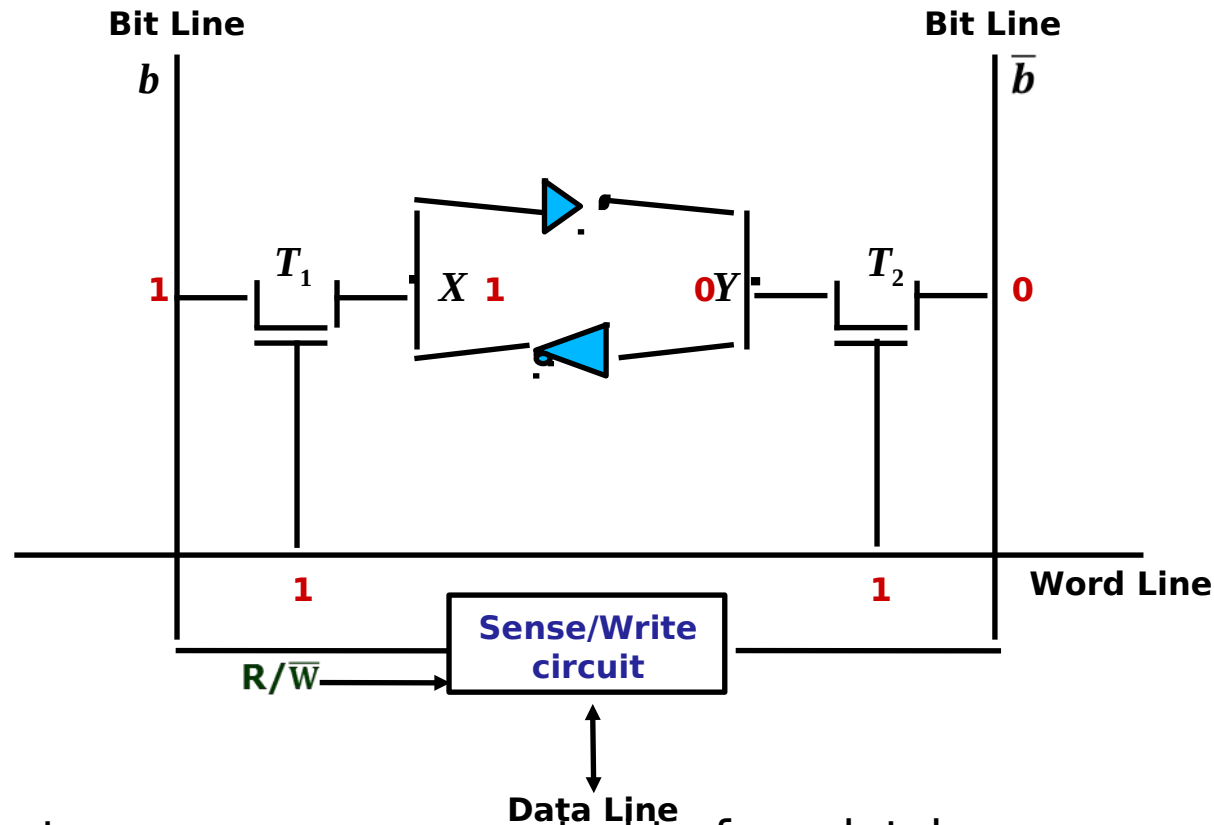 Bit Line Bit Line
b b̅
T₁ T₂
1 X 1 0 Y 0
1 1 Word Line
Sense/Write
circuit
R/W̅
Data Line